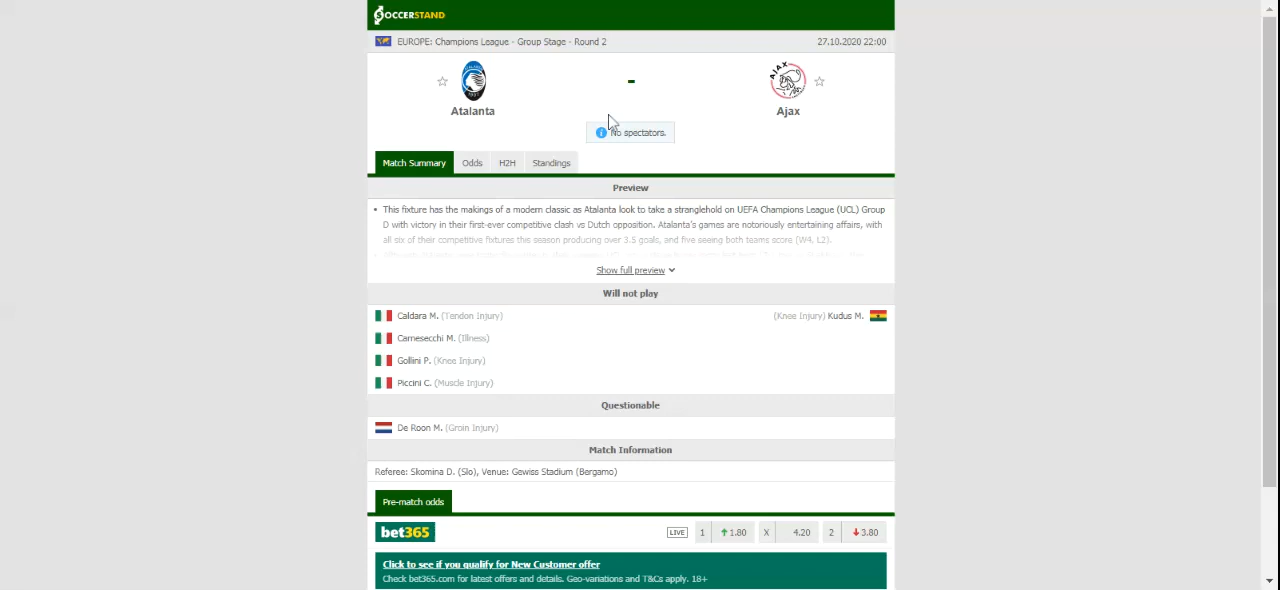 SOCCERSTAND
EUROPE: Champions League - Group Stage - Round 2 27.10.2020 22:00
AJAX
Atalanta - Ajax
No spectators.
Match Summary Odds H2H Standings
Preview
• This fixture has the makings of a modern classic as Atalanta look to take a stranglehold on UEFA Champions League (UCL) Group
D with victory in their first-ever competitive clash vs Dutch opposition. Atalanta's games are notoriously entertaining affairs, with
all six of their competitive fixtures this season producing over 3.5 goals, and five seeing both teams score (W4, L2).
Show full preview
Will not play
Caldara M. (Tendon Injury) (Knee Injury) Kudus M.
Carnesecchi M. (Illness)
Gollini P. (Knee Injury)
Piccini C. (Muscle Injury)
Questionable
De Roon M. (Groin Injury)
Match Information
Referee: Skomina D. (Slo), Venue: Gewiss Stadium (Bergamo)
Pre-match odds
bet365 LIVE 1 1.80 X 4.20 2 3.80
Click to see if you qualify for New Customer offer
Check bet365.com for latest offers and details. Geo-variations and T&Cs apply. 18+